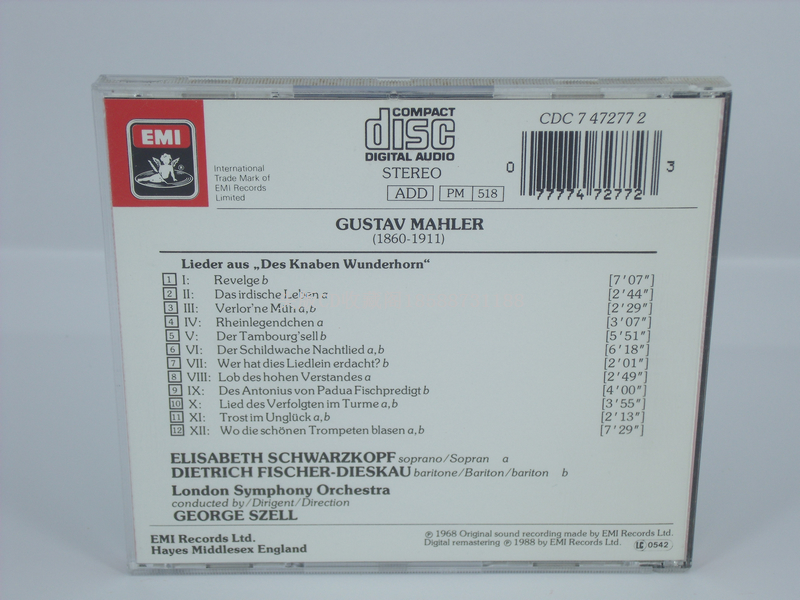 EMI
International
Trade Mark of
EMI Records
Limited
COMPACT
disc
DIGITAL AUDIO
STEREO
ADD PM 518
CDC 7 47277 2
0 77774 72772 3
GUSTAV MAHLER
(1860-1911)
Lieder aus „Des Knaben Wunderhorn“
1 I: Revelge b [7′07″]
2 II: Das irdische Leben a [2′44″]
3 III: Verlor'ne Müh a,b [2′29″]
4 IV: Rheinlegendchen a [3′07″]
5 V: Der Tambourg'sell b [5′51″]
6 VI: Der Schildwache Nachtlied a,b [6′18″]
7 VII: Wer hat dies Liedlein erdacht? b [2′01″]
8 VIII: Lob des hohen Verstandes a [2′49″]
9 IX: Des Antonius von Padua Fischpredigt b [4′00″]
10 X: Lied des Verfolgten im Turme a,b [3′55″]
11 XI: Trost im Unglück a,b [2′13″]
12 XII: Wo die schönen Trompeten blasen a,b [7′29″]
ELISABETH SCHWARZKOPF soprano/Sopran a
DIETRICH FISCHER-DIESKAU baritone/Bariton/bariton b
London Symphony Orchestra
conducted by/Dirigent/Direction
GEORGE SZELL
EMI Records Ltd.
Hayes Middlesex England
℗ 1968 Original sound recording made by EMI Records Ltd.
Digital remastering ℗ 1988 by EMI Records Ltd.
LC 0542